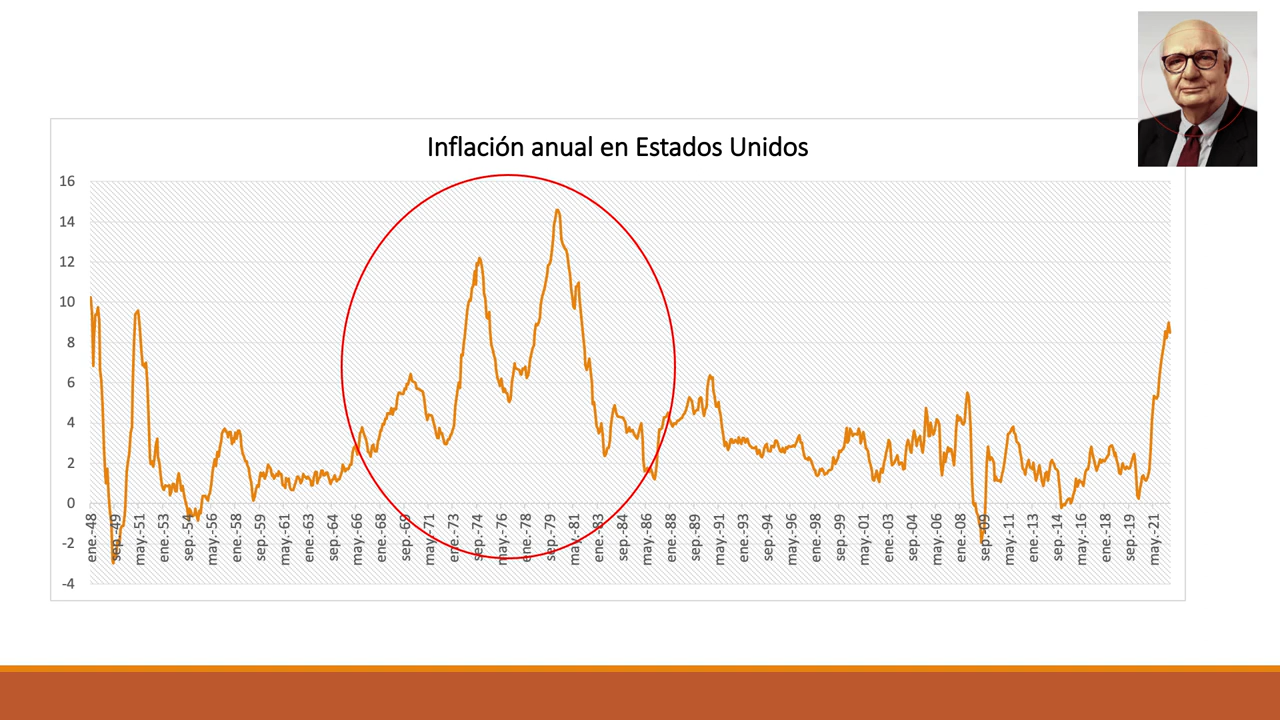 Inflación anual en Estados Unidos
16
14
12
10
8
6
4
2
0
-2
-4
ene.-48
sep.-49
may.-51
ene.-53
sep.-54
may.-56
ene.-58
sep.-59
may.-61
ene.-63
sep.-64
may.-66
ene.-68
sep.-69
may.-71
ene.-73
sep.-74
may.-76
ene.-78
sep.-79
may.-81
ene.-83
sep.-84
may.-86
ene.-88
sep.-89
may.-91
ene.-93
sep.-94
may.-96
ene.-98
sep.-99
may.-01
ene.-03
sep.-04
may.-06
ene.-08
sep.-09
may.-11
ene.-13
sep.-14
may.-16
ene.-18
sep.-19
may.-21